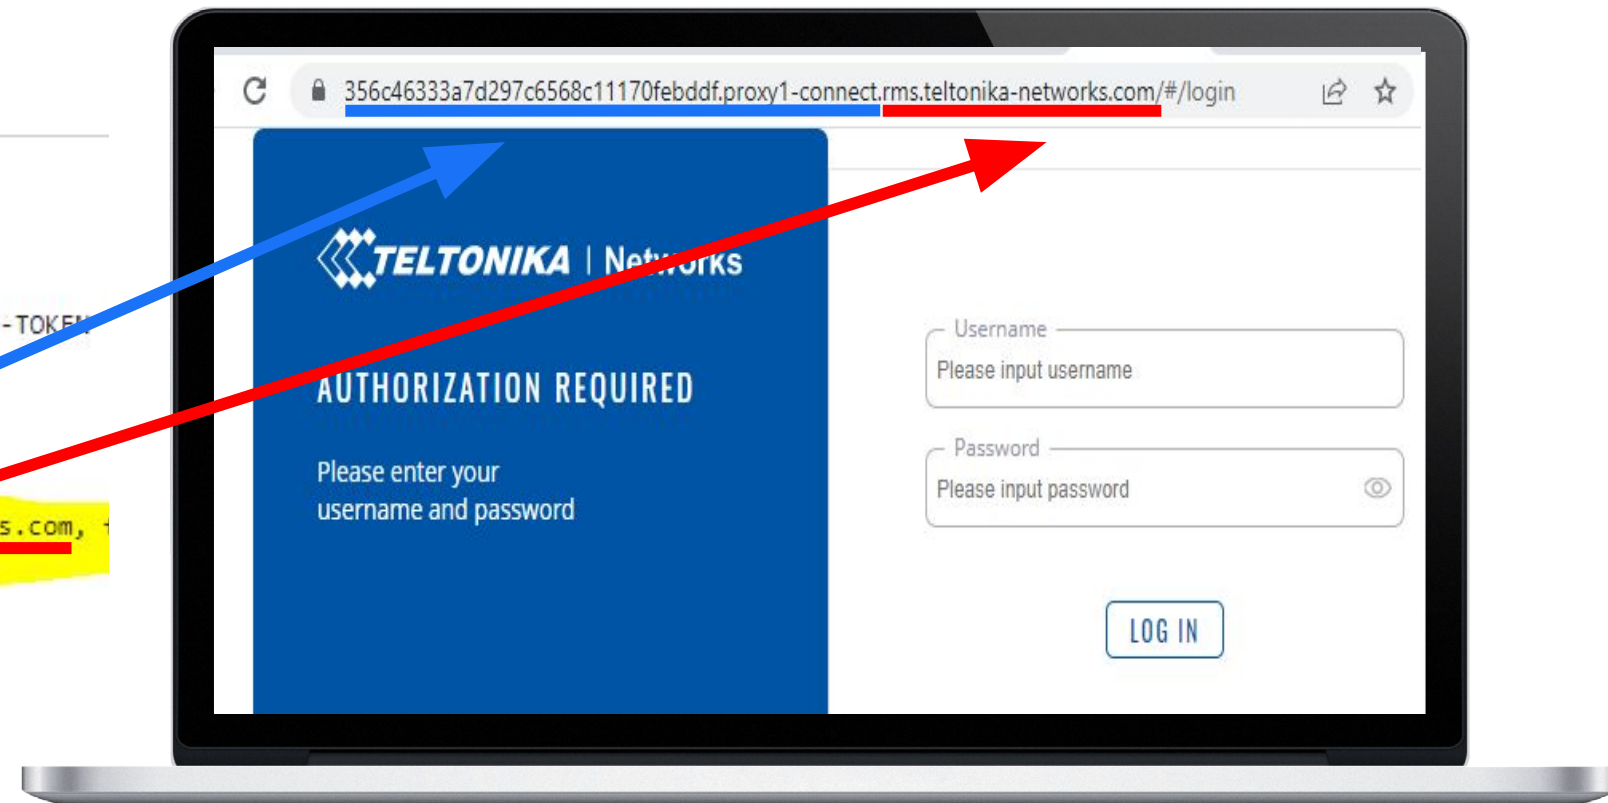 356c46333a7d297c6568c11170febddf.proxy1-connect.rms.teltonika-networks.com/#/login
TELTONIKA | Networks
-TOKEN
AUTHORIZATION REQUIRED
Please enter your
username and password
s.com,
Username
Please input username
Password
Please input password
LOG IN